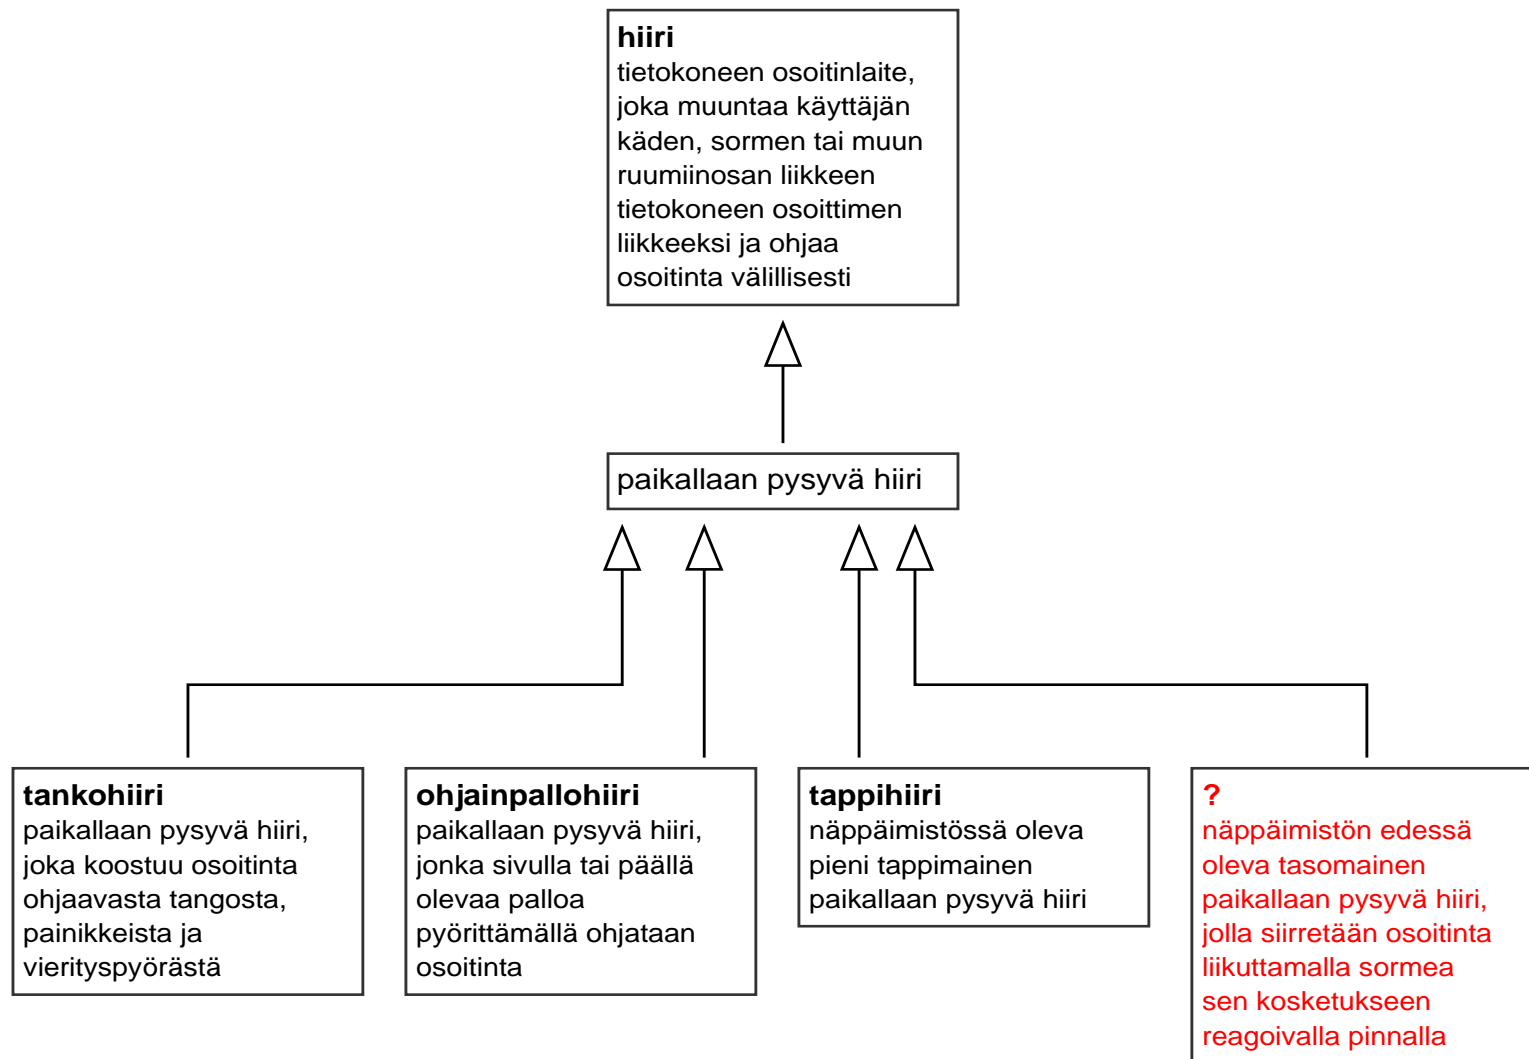 hiiri
tietokoneen osoitinlaite,
joka muuntaa käyttäjän
käden, sormen tai muun
ruumiinosan liikkeen
tietokoneen osoittimen
liikkeeksi ja ohjaa
osoitinta välillisesti
paikallaan pysyvä hiiri
tankohiiri
paikallaan pysyvä hiiri,
joka koostuu osoitinta
ohjaavasta tangosta,
painikkeista ja
vierityspyörästä
ohjainpallohiiri
paikallaan pysyvä hiiri,
jonka sivulla tai päällä
olevaa palloa
pyörittämällä ohjataan
osoitinta
tappihiiri
näppäimistössä oleva
pieni tappimainen
paikallaan pysyvä hiiri
?
näppäimistön edessä
oleva tasomainen
paikallaan pysyvä hiiri,
jolla siirretään osoitinta
liikuttamalla sormea
sen kosketukseen
reagoivalla pinnalla